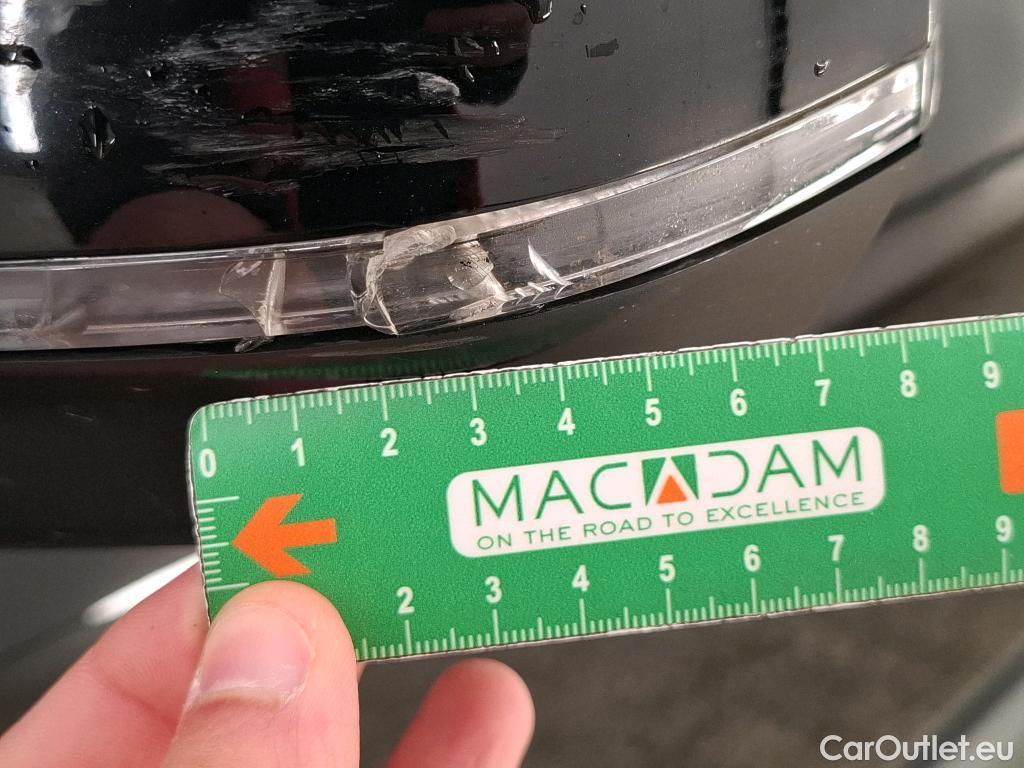 0 1 2 3 4 5 6 7 8 9
MACADAM
ON THE ROAD TO EXCELLENCE
2 3 4 5 6 7 8 9
CarOutlet.eu